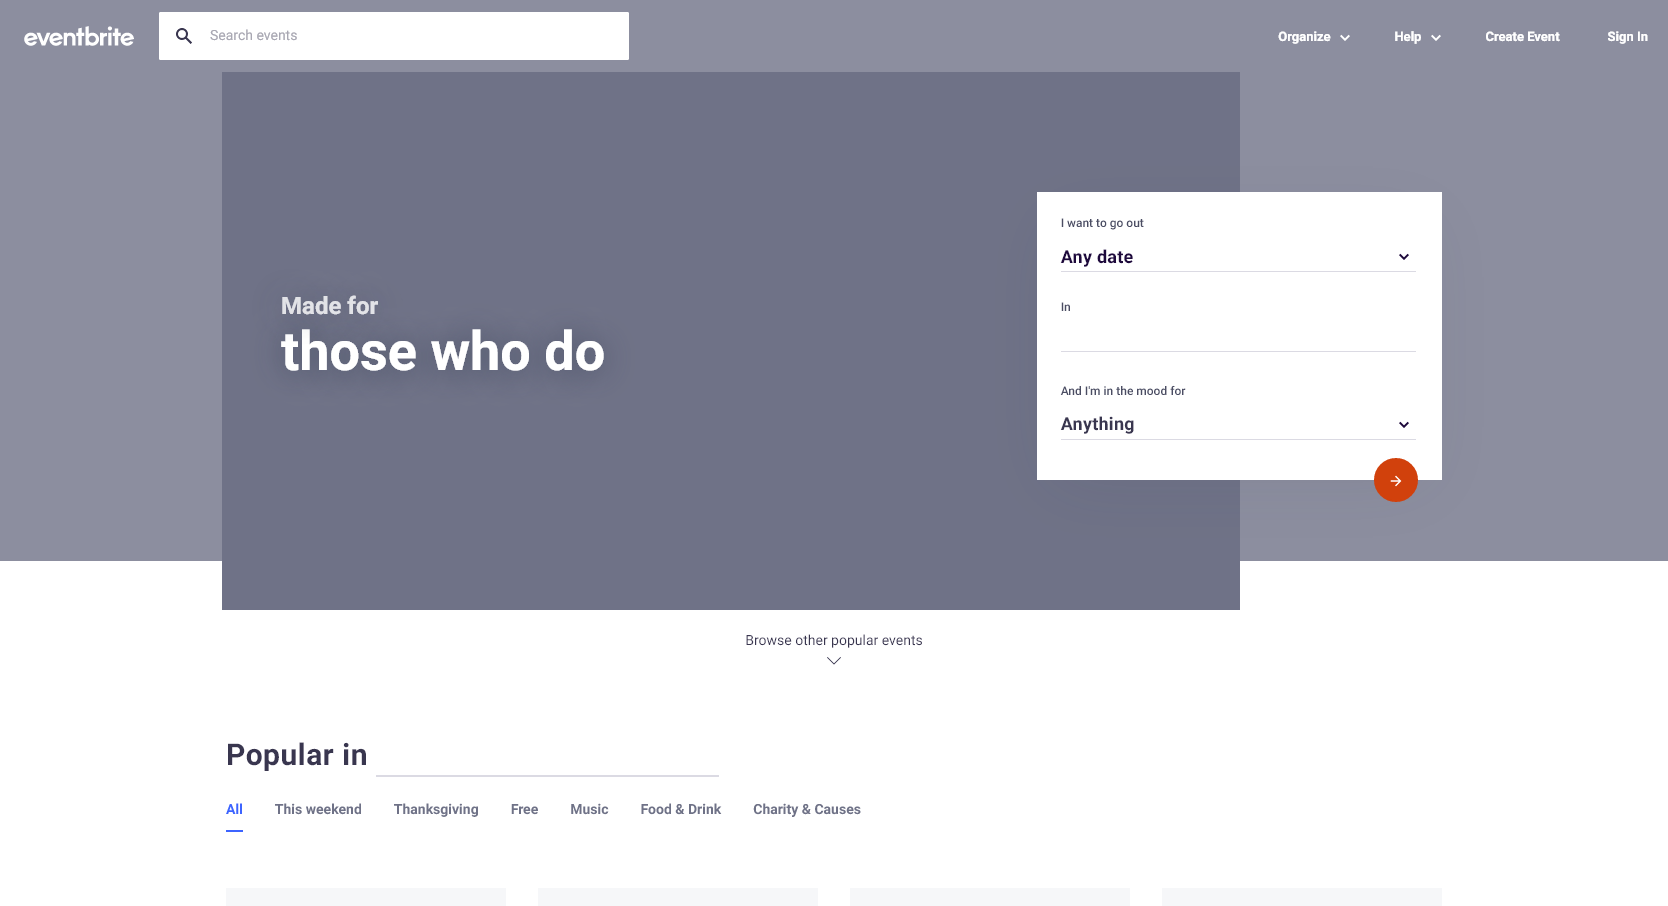 eventbrite
Search events
Organize
Help
Create Event
Sign In
Made for
those who do
I want to go out
Any date
In
And I'm in the mood for
Anything
Browse other popular events
Popular in
All
This weekend
Thanksgiving
Free
Music
Food & Drink
Charity & Causes